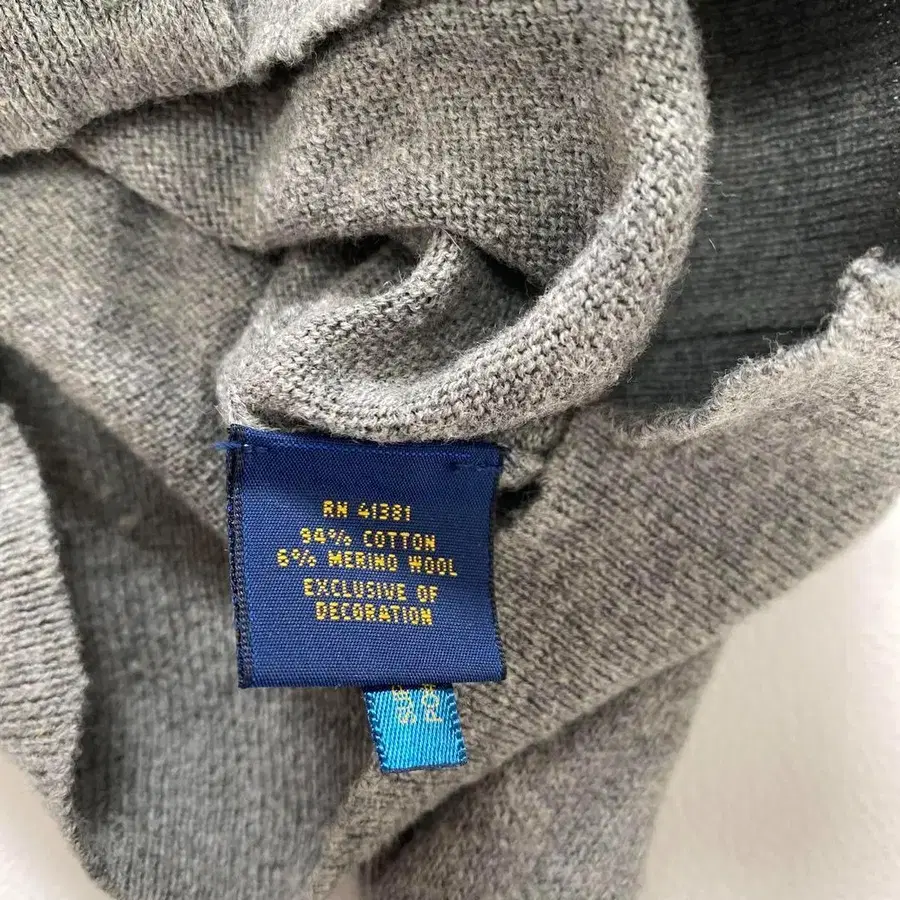 RN 41381
94% COTTON
6% MERINO WOOL
EXCLUSIVE OF
DECORATION